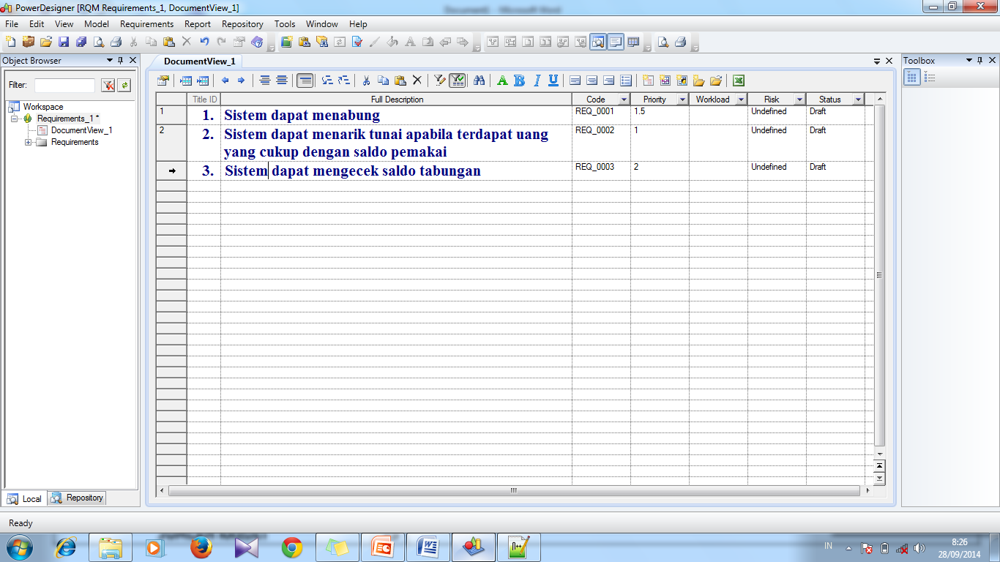 PowerDesigner [RQM Requirements_1, DocumentView_1]
File Edit View Model Requirements Report Repository Tools Window Help
Object Browser
DocumentView_1
Toolbox
Filter:
Workspace
Requirements_1 *
DocumentView_1
Requirements
Title ID Full Description Code Priority Workload Risk Status
1 1. Sistem dapat menabung REQ_0001 1.5 Undefined Draft
2 2. Sistem dapat menarik tunai apabila terdapat uang REQ_0002 1 Undefined Draft
yang cukup dengan saldo pemakai
3. Sistem dapat mengecek saldo tabungan REQ_0003 2 Undefined Draft
Local Repository
Ready
IN 8:26
28/09/2014